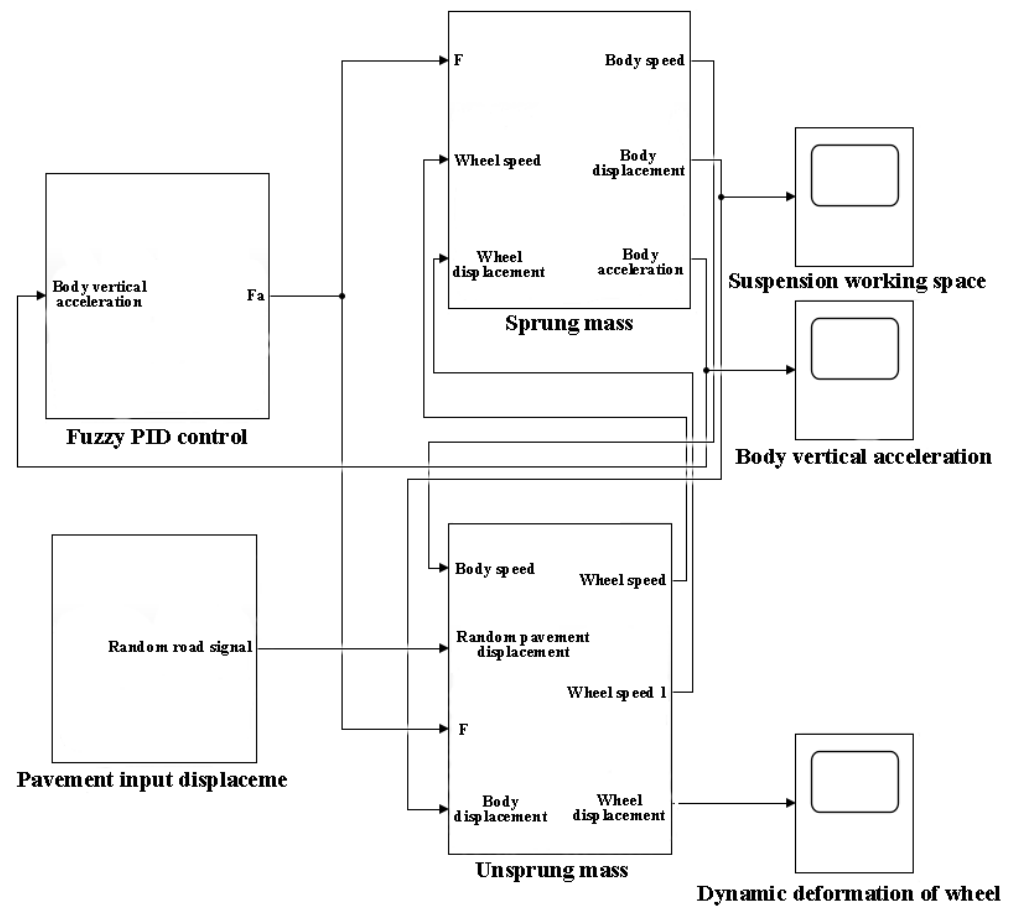 F
Body speed
Wheel speed
Body
displacement
Wheel
displacement
Body
acceleration
Sprung mass
Suspension working space
Body vertical
acceleration
Fa
Fuzzy PID control
Body vertical acceleration
Body speed
Wheel speed
Random road signal
Random pavement
displacement
Wheel speed 1
F
Pavement input displaceme
Body
displacement
Wheel
displacement
Unsprung mass
Dynamic deformation of wheel